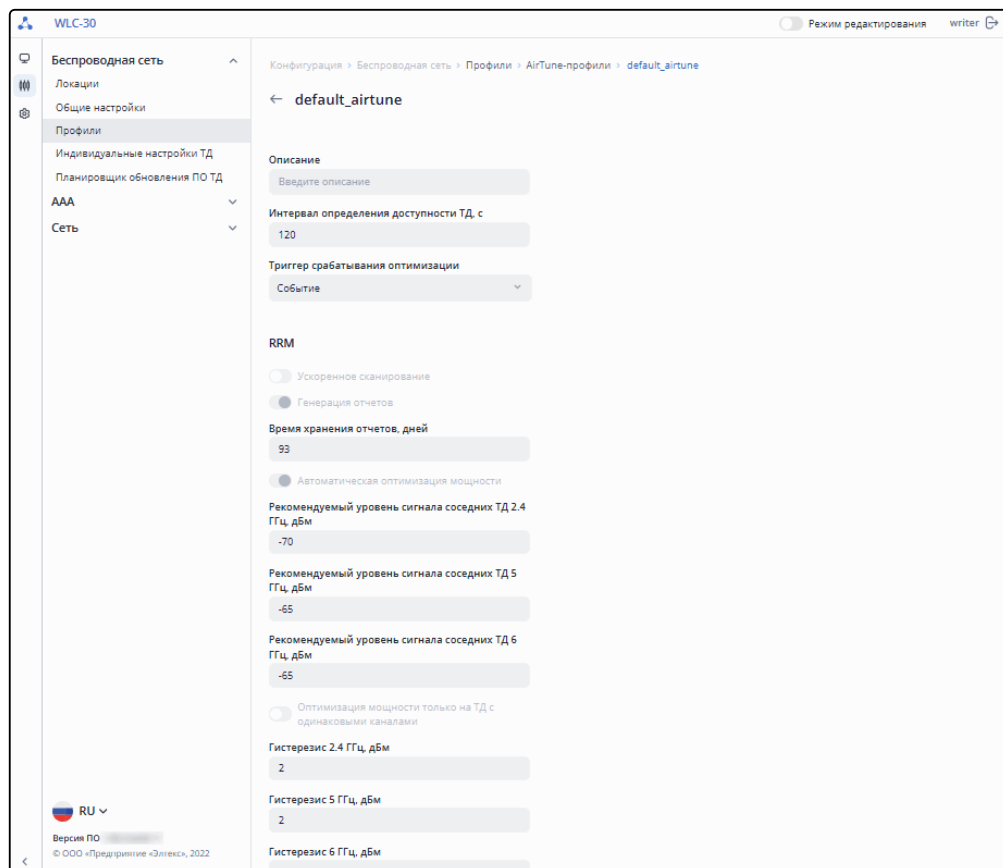 WLC-30
Режим редактирования
writer
Беспроводная сеть
Локации
Общие настройки
Профили
Индивидуальные настройки ТД
Планировщик обновления ПО ТД
AAA
Сеть
RU
Версия ПО
© ООО «Предприятие «Элтекс», 2022
Конфигурация › Беспроводная сеть › Профили › AirTune-профили › default_airtune
← default_airtune
Описание
Введите описание
Интервал определения доступности ТД, с
120
Триггер срабатывания оптимизации
Событие
RRM
Ускоренное сканирование
Генерация отчетов
Время хранения отчетов, дней
93
Автоматическая оптимизация мощности
Рекомендуемый уровень сигнала соседних ТД 2.4
ГГц, дБм
-70
Рекомендуемый уровень сигнала соседних ТД 5
ГГц, дБм
-65
Рекомендуемый уровень сигнала соседних ТД 6
ГГц, дБм
-65
Оптимизация мощности только на ТД с
одинаковыми каналами
Гистерезис 2.4 ГГц, дБм
2
Гистерезис 5 ГГц, дБм
2
Гистерезис 6 ГГц, дБм